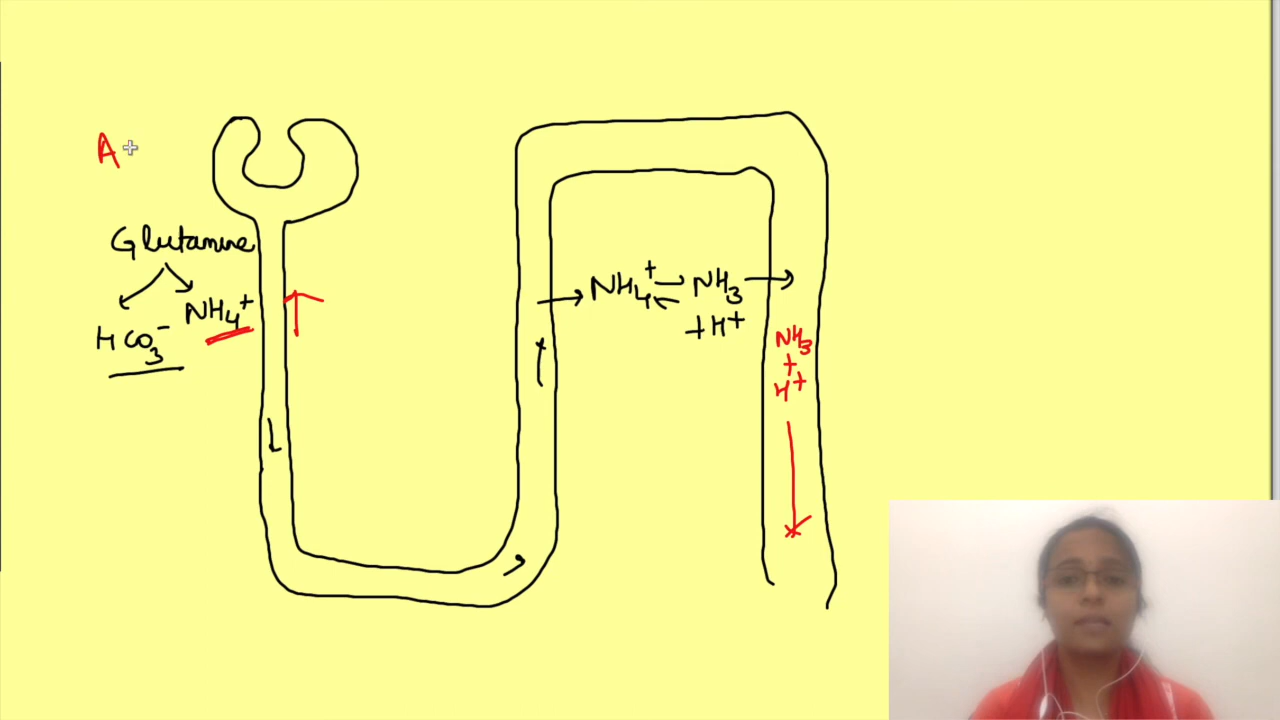 A
Glutamine
HCO₃⁻ NH₄⁺
NH₄⁺ ⇌ NH₃
+ H⁺
NH₃
+
H⁺